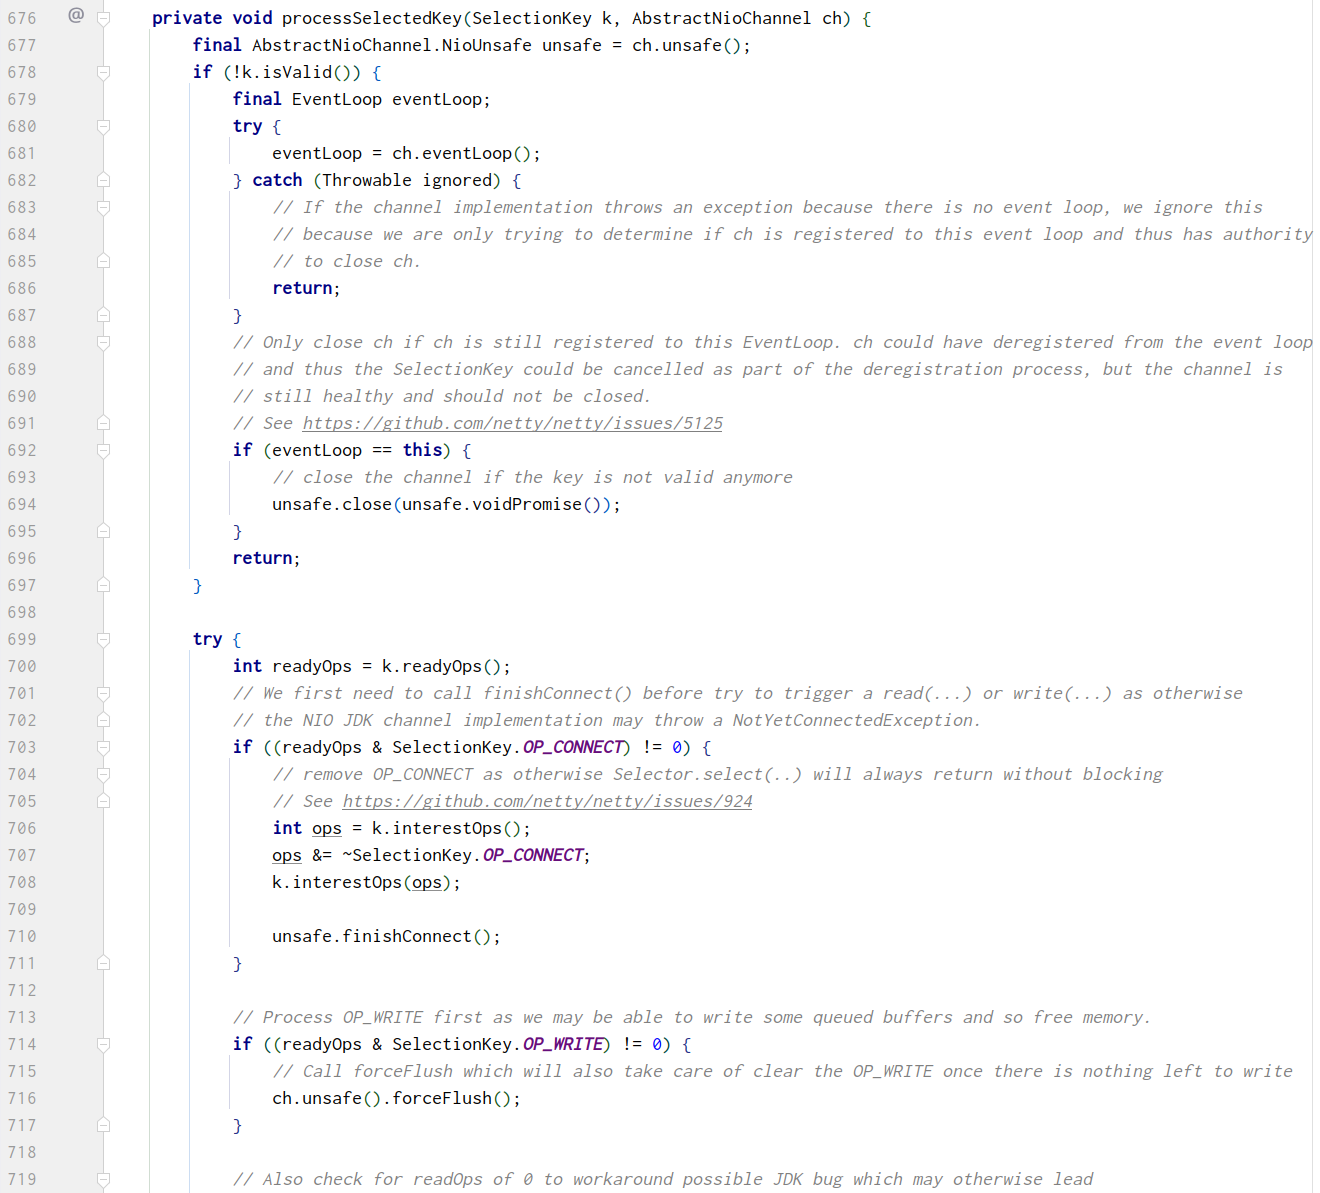 676 @ private void processSelectedKey(SelectionKey k, AbstractNioChannel ch) {
677 final AbstractNioChannel.NioUnsafe unsafe = ch.unsafe();
678 if (!k.isValid()) {
679 final EventLoop eventLoop;
680 try {
681 eventLoop = ch.eventLoop();
682 } catch (Throwable ignored) {
683 // If the channel implementation throws an exception because there is no event loop, we ignore this
684 // because we are only trying to determine if ch is registered to this event loop and thus has authority
685 // to close ch.
686 return;
687 }
688 // Only close ch if ch is still registered to this EventLoop. ch could have deregistered from the event loop
689 // and thus the SelectionKey could be cancelled as part of the deregistration process, but the channel is
690 // still healthy and should not be closed.
691 // See https://github.com/netty/netty/issues/5125
692 if (eventLoop == this) {
693 // close the channel if the key is not valid anymore
694 unsafe.close(unsafe.voidPromise());
695 }
696 return;
697 }
698
699 try {
700 int readyOps = k.readyOps();
701 // We first need to call finishConnect() before try to trigger a read(...) or write(...) as otherwise
702 // the NIO JDK channel implementation may throw a NotYetConnectedException.
703 if ((readyOps & SelectionKey.OP_CONNECT) != 0) {
704 // remove OP_CONNECT as otherwise Selector.select(..) will always return without blocking
705 // See https://github.com/netty/netty/issues/924
706 int ops = k.interestOps();
707 ops &= ~SelectionKey.OP_CONNECT;
708 k.interestOps(ops);
709
710 unsafe.finishConnect();
711 }
712
713 // Process OP_WRITE first as we may be able to write some queued buffers and so free memory.
714 if ((readyOps & SelectionKey.OP_WRITE) != 0) {
715 // Call forceFlush which will also take care of clear the OP_WRITE once there is nothing left to write
716 ch.unsafe().forceFlush();
717 }
718
719 // Also check for readOps of 0 to workaround possible JDK bug which may otherwise lead